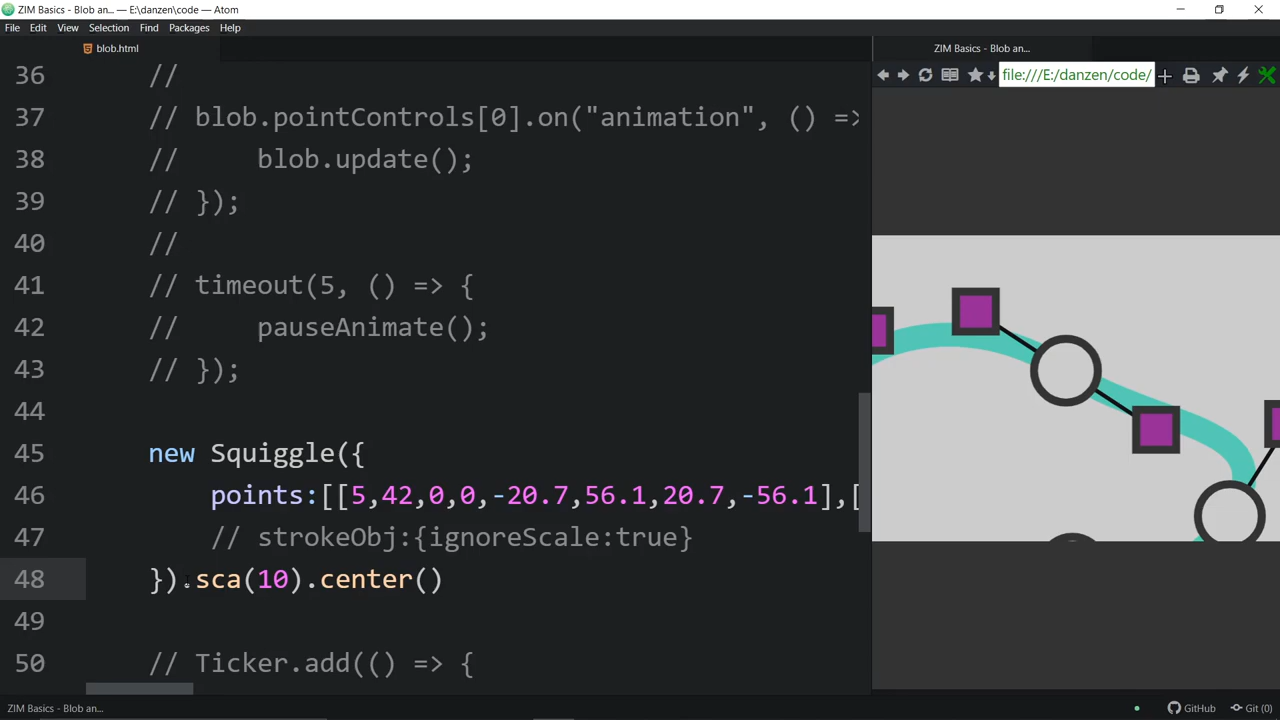 ZIM Basics - Blob an... — E:\danzen\code — Atom
File Edit View Selection Find Packages Help
blob.html
ZIM Basics - Blob an...
file:///E:/danzen/code/
36 //
37 // blob.pointControls[0].on("animation", () =>
38 // blob.update();
39 // });
40 //
41 // timeout(5, () => {
42 // pauseAnimate();
43 // });
44
45 new Squiggle({
46 points:[[5,42,0,0,-20.7,56.1,20.7,-56.1],[
47 // strokeObj:{ignoreScale:true}
48 }).sca(10).center()
49
50 // Ticker.add(() => {
ZIM Basics - Blob an...
GitHub Git (0)